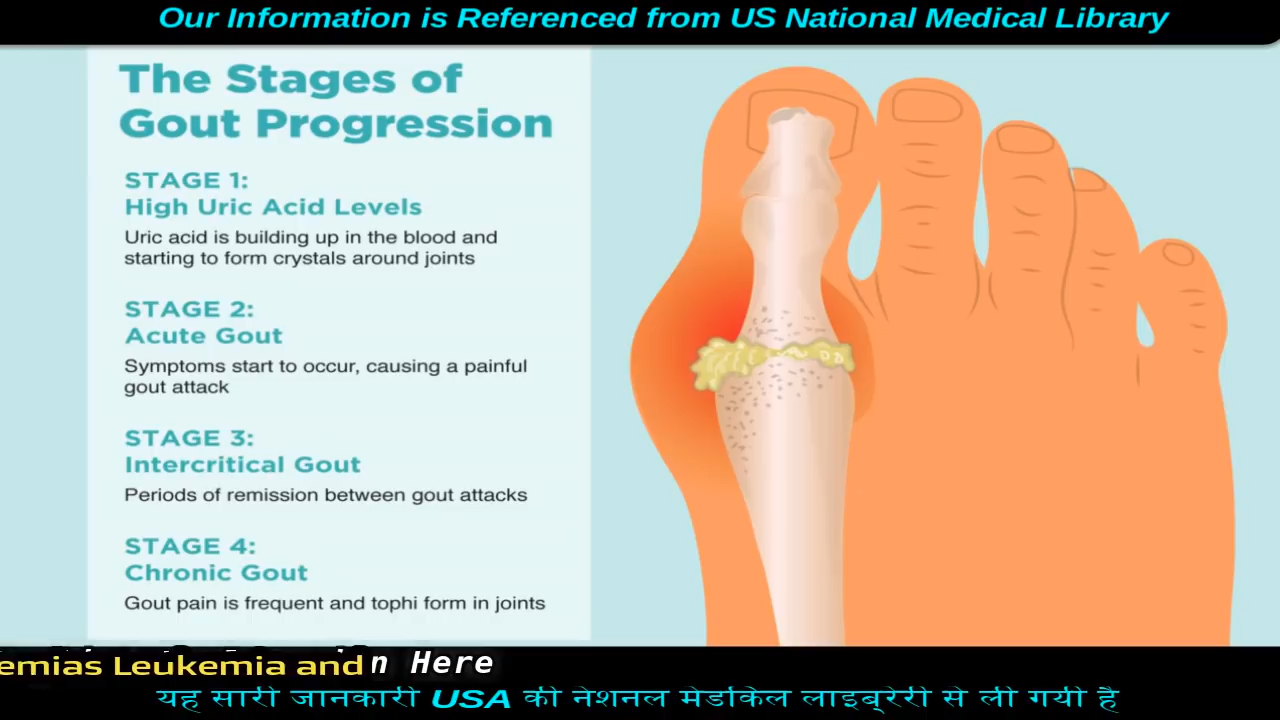 Our Information is Referenced from US National Medical Library
The Stages of
Gout Progression
STAGE 1:
High Uric Acid Levels
Uric acid is building up in the blood and
starting to form crystals around joints
STAGE 2:
Acute Gout
Symptoms start to occur, causing a painful
gout attack
STAGE 3:
Intercritical Gout
Periods of remission between gout attacks
STAGE 4:
Chronic Gout
Gout pain is frequent and tophi form in joints
emias Leukemia and Here
यह सारी जानकारी USA की नेशनल मेडिकल लाइब्रेरी से ली गयी है